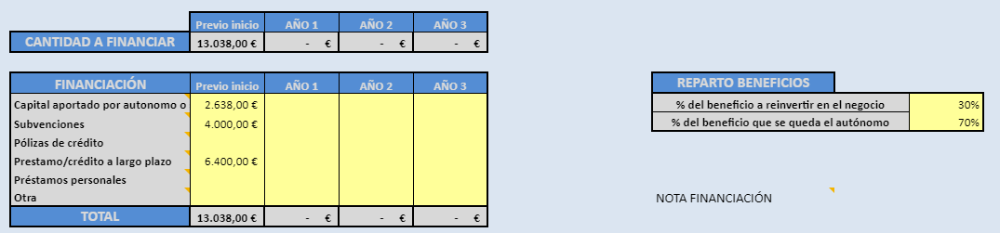 Previo inicio AÑO 1 AÑO 2 AÑO 3
CANTIDAD A FINANCIAR 13.038,00 € - € - € - €
FINANCIACIÓN Previo inicio AÑO 1 AÑO 2 AÑO 3
Capital aportado por autonomo o 2.638,00 €
Subvenciones 4.000,00 €
Pólizas de crédito
Prestamo/crédito a largo plazo 6.400,00 €
Préstamos personales
Otra
TOTAL 13.038,00 € - € - € - €
REPARTO BENEFICIOS
% del beneficio a reinvertir en el negocio 30%
% del beneficio que se queda el autónomo 70%
NOTA FINANCIACIÓN